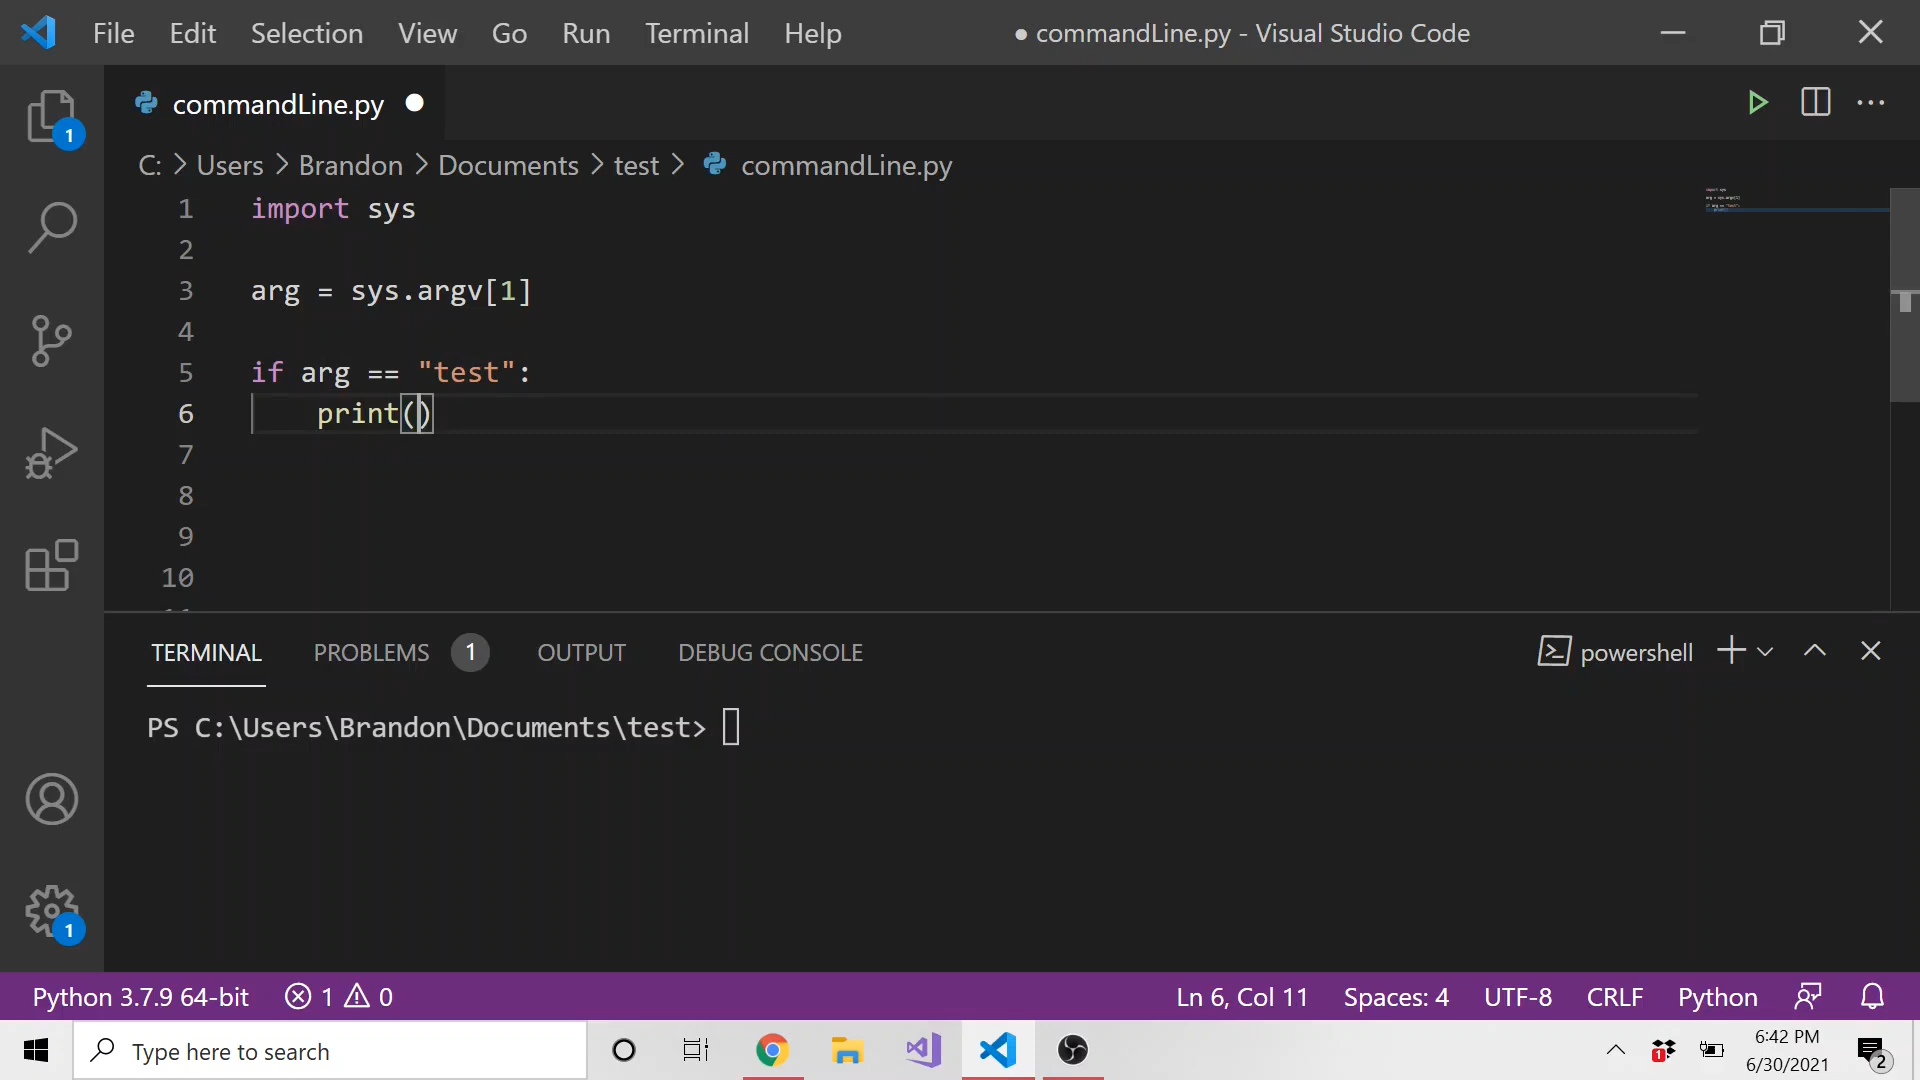 File Edit Selection View Go Run Terminal Help ● commandLine.py - Visual Studio Code
commandLine.py
C: > Users > Brandon > Documents > test > commandLine.py
1 import sys
2
3 arg = sys.argv[1]
4
5 if arg == "test":
6     print()
7
8
9
10
TERMINAL PROBLEMS 1 OUTPUT DEBUG CONSOLE powershell
PS C:\Users\Brandon\Documents\test>
1
1
Python 3.7.9 64-bit 1 0 Ln 6, Col 11 Spaces: 4 UTF-8 CRLF Python
Type here to search
1
6:42 PM
6/30/2021
2